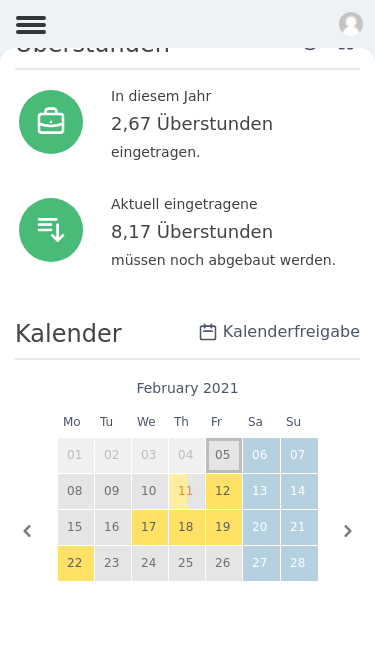 Überstunden
In diesem Jahr
2,67 Überstunden
eingetragen.
Aktuell eingetragene
8,17 Überstunden
müssen noch abgebaut werden.
Kalender
Kalenderfreigabe
February 2021
Mo Tu We Th Fr Sa Su
01 02 03 04 05 06 07
08 09 10 11 12 13 14
15 16 17 18 19 20 21
22 23 24 25 26 27 28